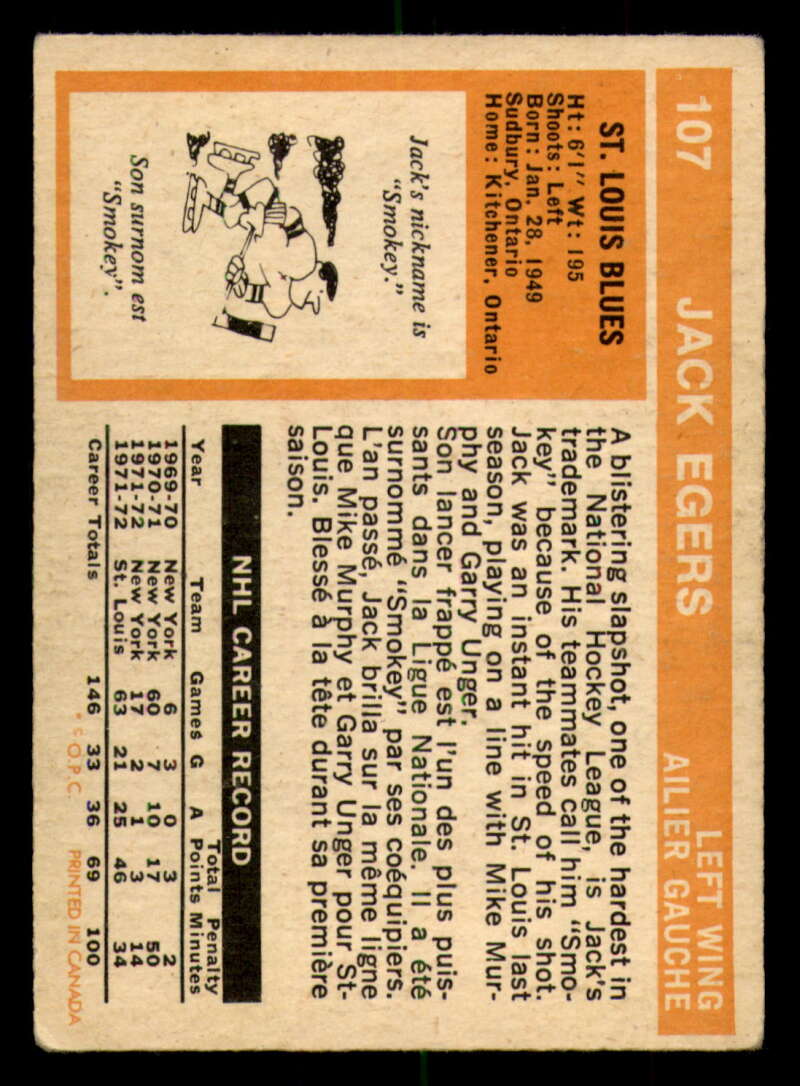 107 JACK EGERS LEFT WING
AILIER GAUCHE
ST. LOUIS BLUES
Ht: 6'1" Wt: 195
Shoots: Left
Born: Jan. 28, 1949
Sudbury, Ontario
Home: Kitchener, Ontario
Jack's nickname is
"Smokey."
Son surnom est
"Smokey".
A blistering slapshot, one of the hardest in
the National Hockey League, is Jack's
trademark. His teammates call him "Smo-
key" because of the speed of his shot.
Jack was an instant hit in St. Louis last
season, playing on a line with Mike Mur-
phy and Garry Unger.
Son lancer frappé est l'un des plus puis-
sants dans la Ligue Nationale. Il a été
surnommé "Smokey" par ses coéquipiers.
L'an passé, Jack brilla sur la même ligne
que Mike Murphy et Garry Unger pour St-
Louis. Blessé à la tête durant sa première
saison.
NHL CAREER RECORD
Total Penalty
Year Team Games G A Points Minutes
1969-70 New York 6 3 0 3 2
1970-71 New York 60 7 10 17 50
1971-72 New York 17 2 1 3 14
1971-72 St. Louis 63 21 25 46 34
Career Totals 146 33 36 69 100
* © O.P.C. PRINTED IN CANADA